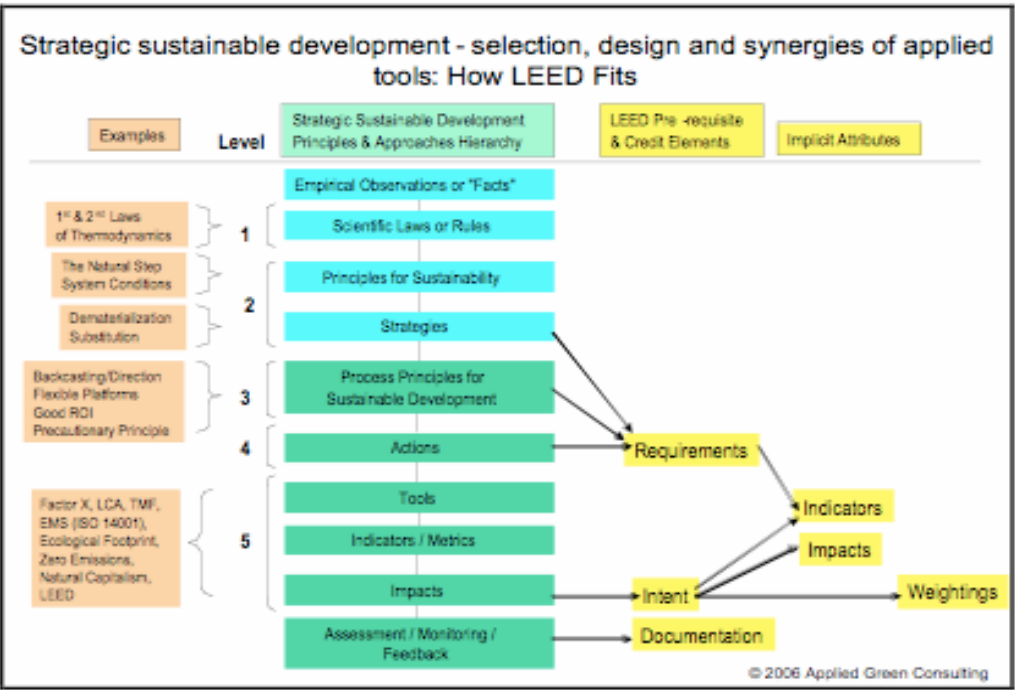 Strategic sustainable development - selection, design and synergies of applied
tools: How LEED Fits
Examples
Level
Strategic Sustainable Development
Principles & Approaches Hierarchy
LEED Pre -requisite
& Credit Elements
Implicit Attributes
Empirical Observations or "Facts"
1st & 2nd Laws
of Thermodynamics
1
Scientific Laws or Rules
The Natural Step
System Conditions
2
Principles for Sustainability
Dematerialization
Substitution
Strategies
Backcasting/Direction
Flexible Platforms
Good ROI
Precautionary Principle
3
Process Principles for
Sustainable Development
4
Actions
Requirements
Factor X, LCA, TMF,
EMS (ISO 14001),
Ecological Footprint,
Zero Emissions,
Natural Capitalism,
LEED
5
Tools
Indicators / Metrics
Impacts
Indicators
Impacts
Intent
Weightings
Assessment / Monitoring /
Feedback
Documentation
© 2006 Applied Green Consulting